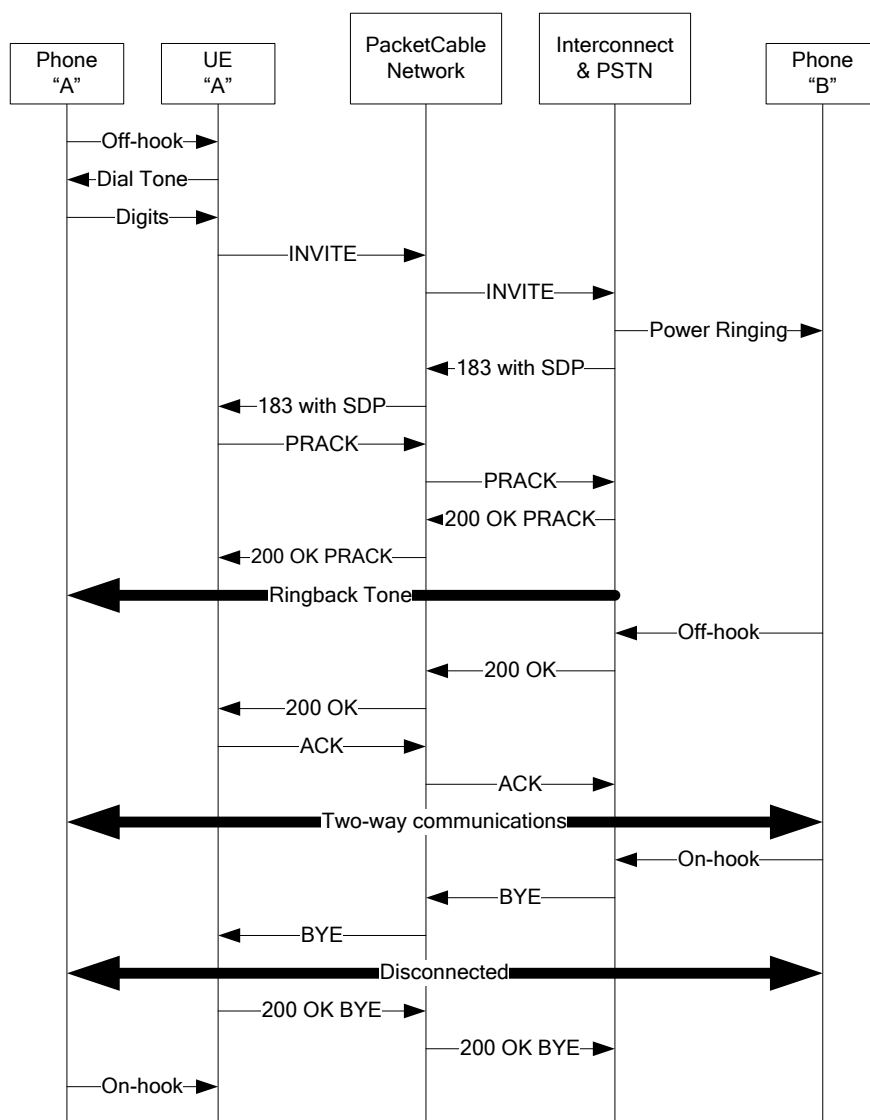 Phone
“A”
UE
“A”
PacketCable
Network
Interconnect
& PSTN
Phone
“B”
Off-hook
Dial Tone
Digits
INVITE
INVITE
Power Ringing
183 with SDP
183 with SDP
PRACK
PRACK
200 OK PRACK
200 OK PRACK
Ringback Tone
Off-hook
200 OK
200 OK
ACK
ACK
Two-way communications
On-hook
BYE
BYE
Disconnected
200 OK BYE
200 OK BYE
On-hook